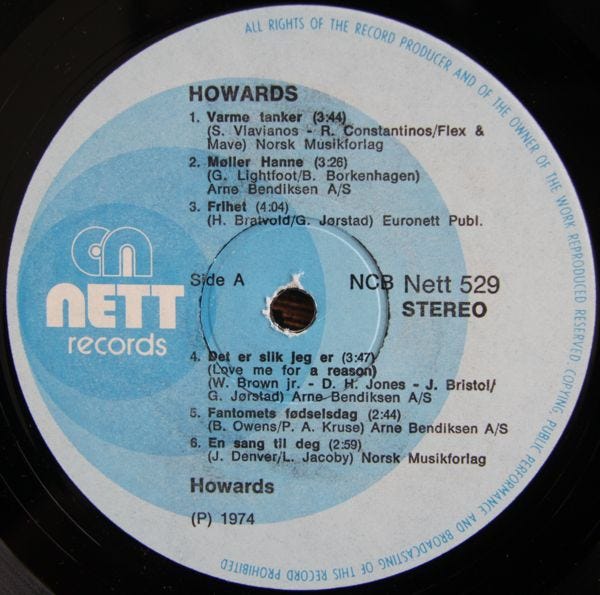 ALL RIGHTS OF THE RECORD PRODUCER AND OF THE OWNER OF THE WORK REPRODUCED RESERVED COPYING, PUBLIC PERFORMANCE AND BROADCASTING OF THIS RECORD PROHIBITED
HOWARDS
1. Varme tanker (3:44)
(S. Vlavianos - R. Constantinos/Flex &
Mave) Norsk Musikforlag
2. Møller Hanne (3:26)
(G. Lightfoot/B. Borkenhagen)
Arne Bendiksen A/S
3. Frihet (4:04)
(H. Bratvold/G. Jørstad) Euronett Publ.
NETT
records
Side A
NCB Nett 529
STEREO
4. Det er slik jeg er (3:47)
(Love me for a reason)
(W. Brown jr. - D. H. Jones - J. Bristol/
G. Jørstad) Arne Bendiksen A/S
5. Fantomets fødselsdag (2:44)
(B. Owens/P. A. Kruse) Arne Bendiksen A/S
6. En sang til deg (2:59)
(J. Denver/L. Jacoby) Norsk Musikforlag
Howards
(P) 1974